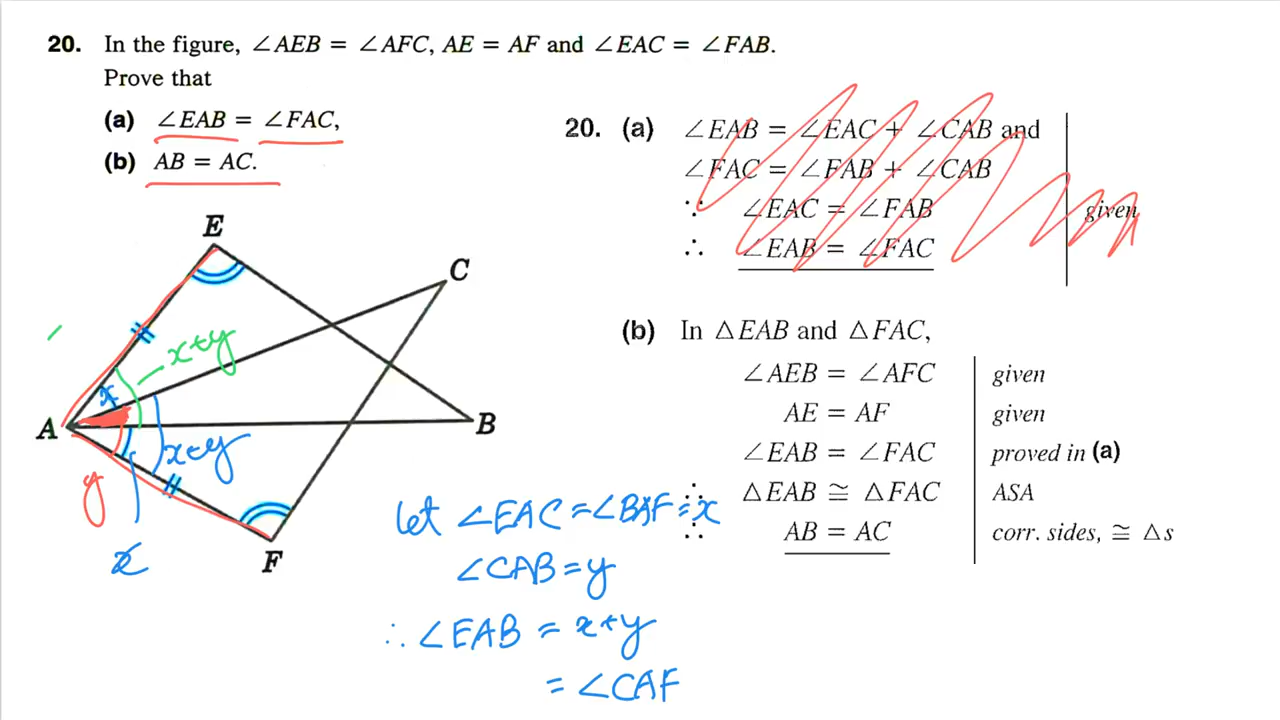 20. In the figure, ∠AEB = ∠AFC, AE = AF and ∠EAC = ∠FAB.
Prove that
(a) ∠EAB = ∠FAC,
(b) AB = AC.
20. (a) ∠EAB = ∠EAC + ∠CAB and
∠FAC = ∠FAB + ∠CAB
∵ ∠EAC = ∠FAB given
∴ ∠EAB = ∠FAC
(b) In △EAB and △FAC,
∠AEB = ∠AFC given
AE = AF given
∠EAB = ∠FAC proved in (a)
∴ △EAB ≅ △FAC ASA
∴ AB = AC corr. sides, ≅ △s
E
C
x+y
x
A
B
x+y
y
x
F
let ∠EAC = ∠BAF = x
∠CAB = y
∴ ∠EAB = x+y
= ∠CAF